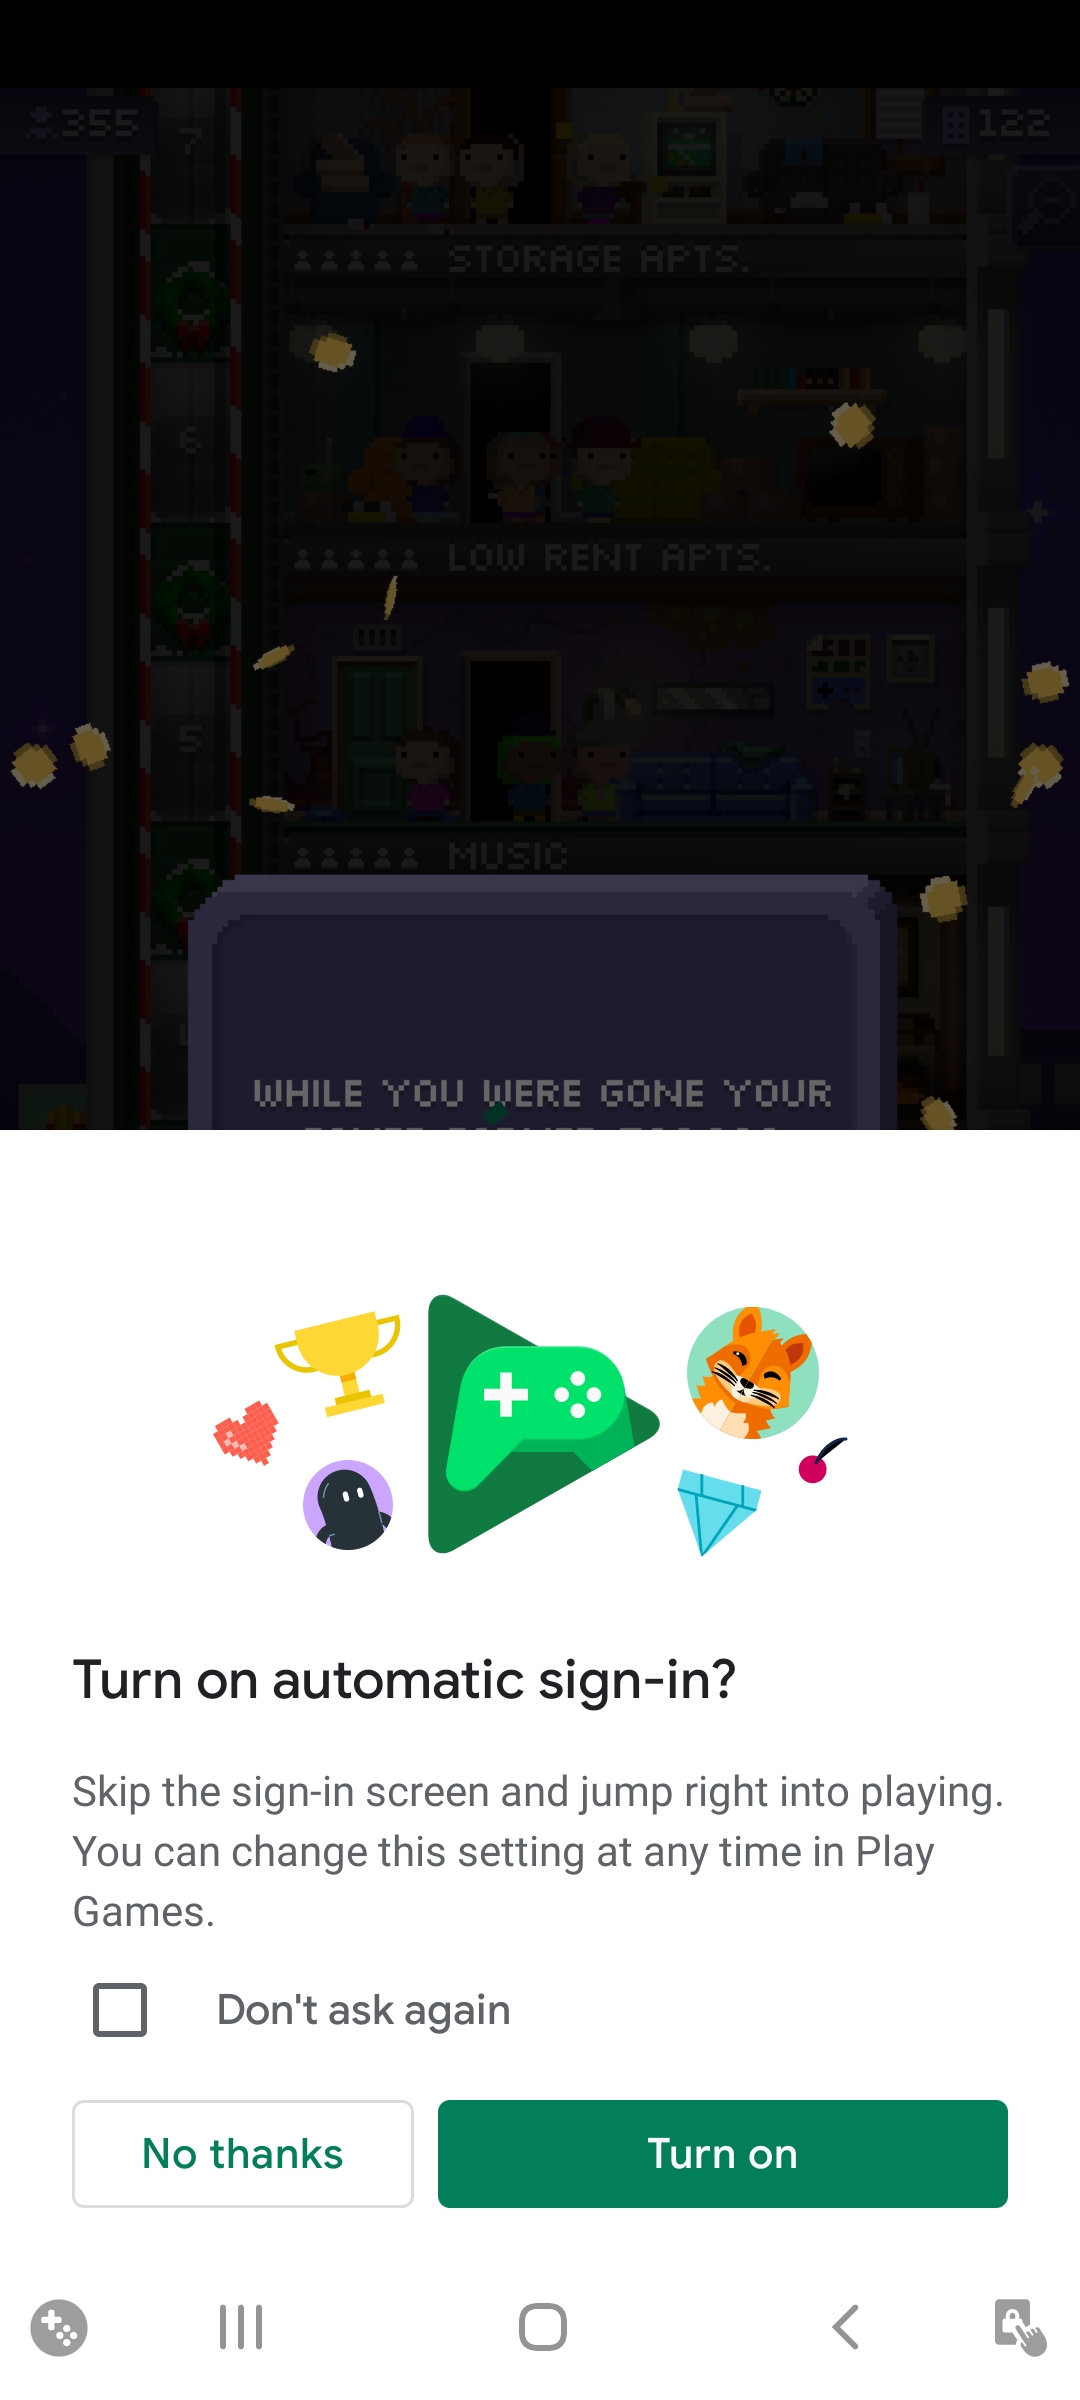 355
7
122
STORAGE APTS.
6
LOW RENT APTS.
5
MUSIC
WHILE YOU WERE GONE YOUR
Turn on automatic sign-in?
Skip the sign-in screen and jump right into playing.
You can change this setting at any time in Play
Games.
Don't ask again
No thanks
Turn on